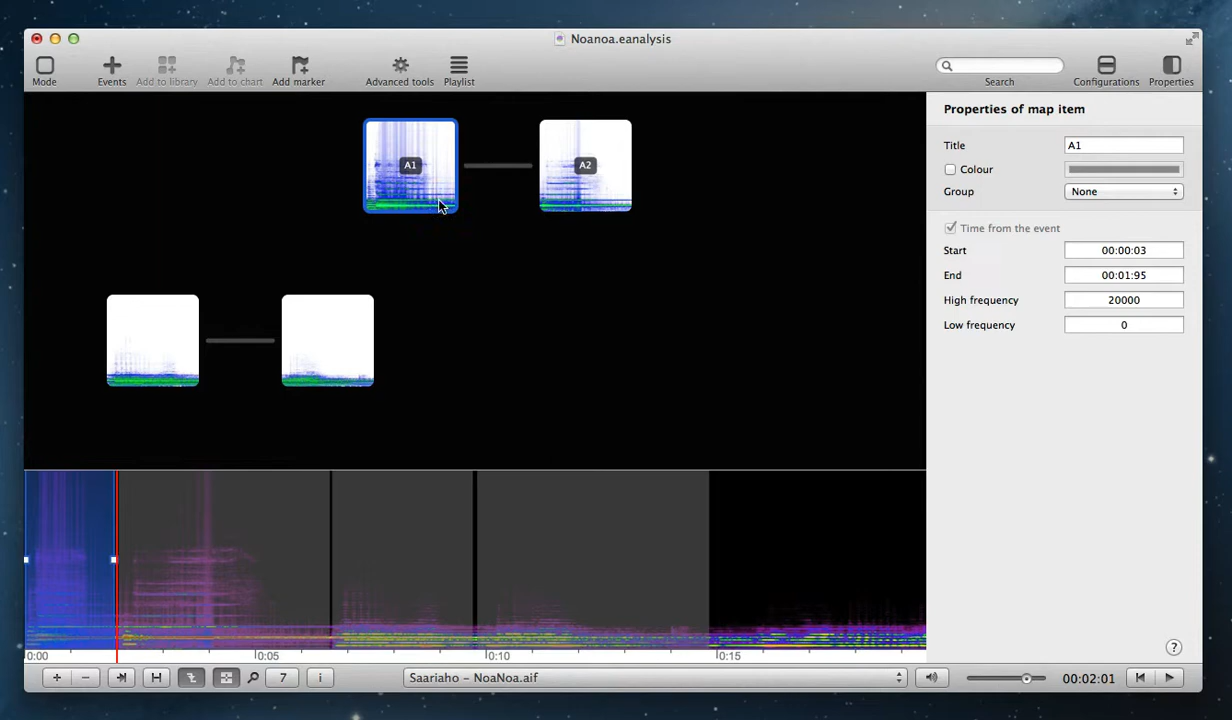 Noanoa.eanalysis
Mode Events Add to library Add to chart Add marker Advanced tools Playlist Search Configurations Properties
A1 A2
Properties of map item
Title A1
Colour
Group None
Time from the event
Start 00:00:03
End 00:01:95
High frequency 20000
Low frequency 0
0:00 0:05 0:10 0:15
7 i Saariaho - NoaNoa.aif 00:02:01
?